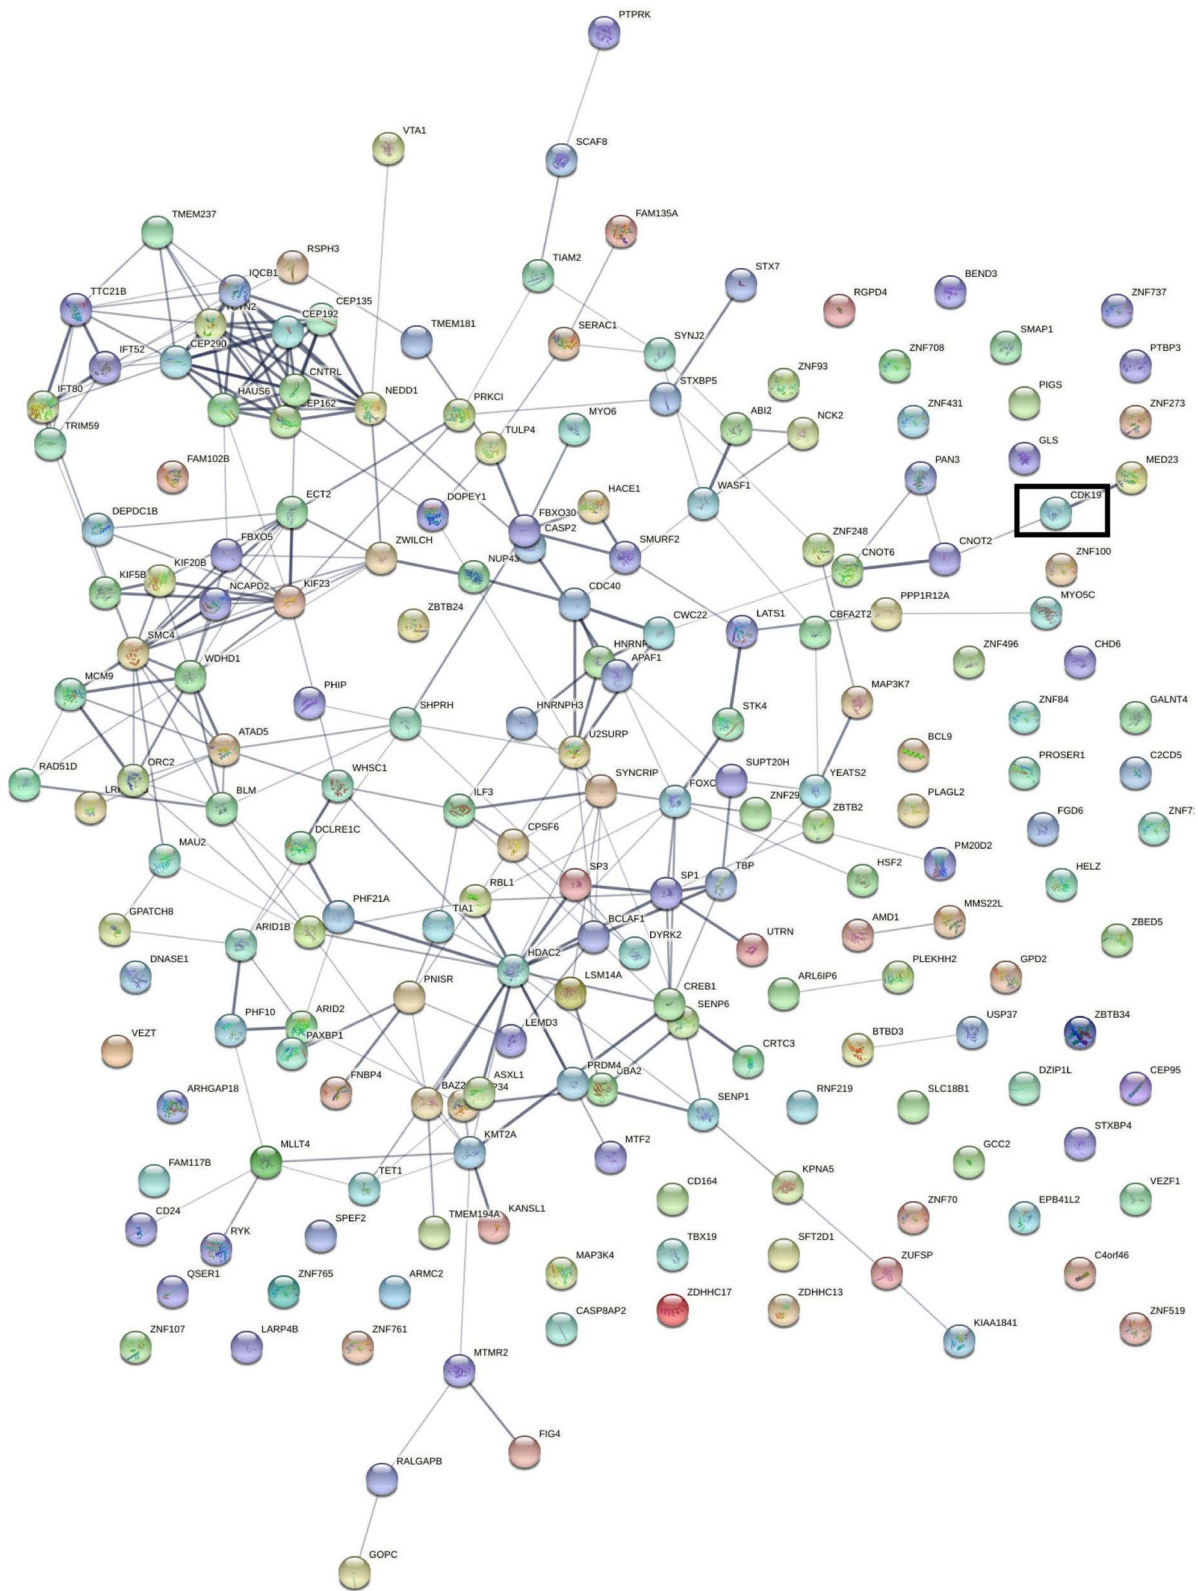 PTPRK
VTA1
SCAF8
TMEM237
FAM135A
RSPH3
TIAM2
STX7
BEND3
IQCB1
TTC21B
CEP135
CEP192
RGPD4
ZNF737
TMEM181
SERAC1
SYNJ2
SMAP1
IFT52
CEP290
ZNF708
PTBP3
CNTRL
STXBP5
ZNF93
IFT80
HAUS6
NEDD1
PRKCI
PIGS
CEP162
MYO6
ABI2
NCK2
ZNF431
ZNF273
TRIM59
TULP4
GLS
FAM102B
PAN3
MED23
HACE1
WASF1
CDK19
ECT2
DOPEY1
DEPDC1B
FBXO30
CASP2
FBXO5
ZWILCH
SMURF2
ZNF248
CNOT2
NUP43
CNOT6
ZNF100
KIF20B
KIF5B
NCAPD2
KIF23
CDC40
PPP1R12A
MYO5C
ZBTB24
CWC22
LATS1
CBFA2T2
SMC4
HNRNP
APAF1
ZNF496
CHD6
WDHD1
MCM9
PHIP
MAP3K7
SHPRH
HNRNPH3
STK4
ZNF84
GALNT4
ATAD5
U2SURP
BCL9
RAD51D
ORC2
WHSC1
SYNCRIP
SUPT20H
YEATS2
PROSER1
C2CD5
BLM
ILF3
FOXO
ZNF29
ZBTB2
PLAGL2
FGD6
ZNF7
DCLRE1C
CPSF6
MAU2
PM20D2
SP3
SP1
TBP
HSF2
HELZ
RBL1
GPATCH8
PHF21A
TIA1
AMD1
MMS22L
ARID1B
BCLAF1
UTRN
ZBED5
DYRK2
HDAC2
DNASE1
PNISR
LSM14A
ARL6IP6
PLEKHH2
GPD2
CREB1
SENP6
PHF10
ARID2
LEMD3
USP37
ZBTB34
VEZT
PAXBP1
CRTC3
BTBD3
PRDM4
UBA2
FNBP4
ASXL1
ARHGAP18
BAZ2
P34
SENP1
RNF219
SLC18B1
DZIP1L
CEP95
KMT2A
MTF2
STXBP4
MLLT4
GCC2
FAM117B
TET1
CD164
KPNA5
CD24
SPEF2
TMEM194A
KANSL1
ZNF70
EPB41L2
VEZF1
RYK
TBX19
SFT2D1
QSER1
ZNF765
ARMC2
MAP3K4
ZUFSP
C4orf46
ZDHHC17
ZDHHC13
CASP8AP2
ZNF107
LARP4B
ZNF761
KIAA1841
ZNF519
MTMR2
FIG4
RALGAPB
GOPC